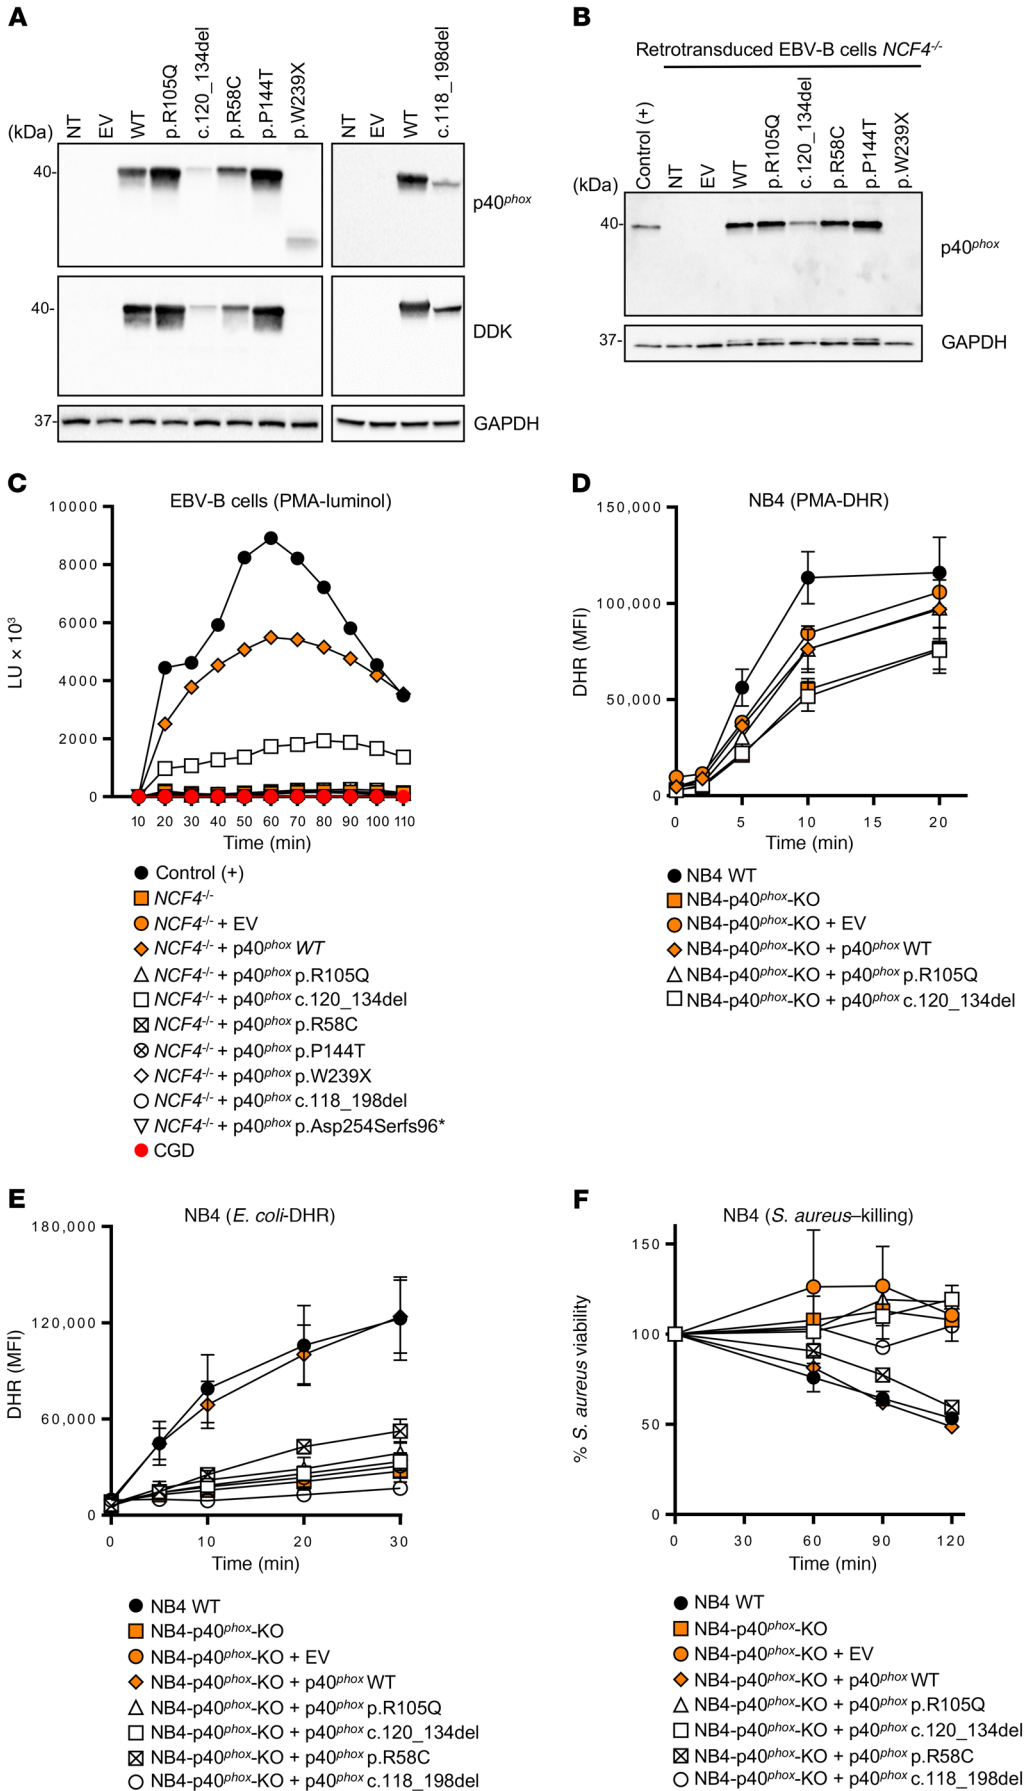 A
NT
EV
WT
p.R105Q
c.120_134del
p.R58C
p.P144T
p.W239X
NT
EV
WT
c.118_198del
(kDa)
40-
p40phox
40-
DDK
37-
GAPDH
B
Retrotransduced EBV-B cells NCF4-/-
Control (+)
NT
EV
WT
p.R105Q
c.120_134del
p.R58C
p.P144T
p.W239X
(kDa)
40-
p40phox
37-
GAPDH
C
EBV-B cells (PMA-luminol)
LU × 10³
10000
8000
6000
4000
2000
0
10 20 30 40 50 60 70 80 90 100 110
Time (min)
Control (+)
NCF4-/-
NCF4-/- + EV
NCF4-/- + p40phox WT
NCF4-/- + p40phox p.R105Q
NCF4-/- + p40phox c.120_134del
NCF4-/- + p40phox p.R58C
NCF4-/- + p40phox p.P144T
NCF4-/- + p40phox p.W239X
NCF4-/- + p40phox c.118_198del
NCF4-/- + p40phox p.Asp254Serfs96*
CGD
D
NB4 (PMA-DHR)
DHR (MFI)
150,000
100,000
50,000
0
0 5 10 15 20
Time (min)
NB4 WT
NB4-p40phox-KO
NB4-p40phox-KO + EV
NB4-p40phox-KO + p40phox WT
NB4-p40phox-KO + p40phox p.R105Q
NB4-p40phox-KO + p40phox c.120_134del
E
NB4 (E. coli-DHR)
DHR (MFI)
180,000
120,000
60,000
0
0 10 20 30
Time (min)
NB4 WT
NB4-p40phox-KO
NB4-p40phox-KO + EV
NB4-p40phox-KO + p40phox WT
NB4-p40phox-KO + p40phox p.R105Q
NB4-p40phox-KO + p40phox c.120_134del
NB4-p40phox-KO + p40phox p.R58C
NB4-p40phox-KO + p40phox c.118_198del
F
NB4 (S. aureus–killing)
% S. aureus viability
150
100
50
0
0 30 60 90 120
Time (min)
NB4 WT
NB4-p40phox-KO
NB4-p40phox-KO + EV
NB4-p40phox-KO + p40phox WT
NB4-p40phox-KO + p40phox p.R105Q
NB4-p40phox-KO + p40phox c.120_134del
NB4-p40phox-KO + p40phox p.R58C
NB4-p40phox-KO + p40phox c.118_198del